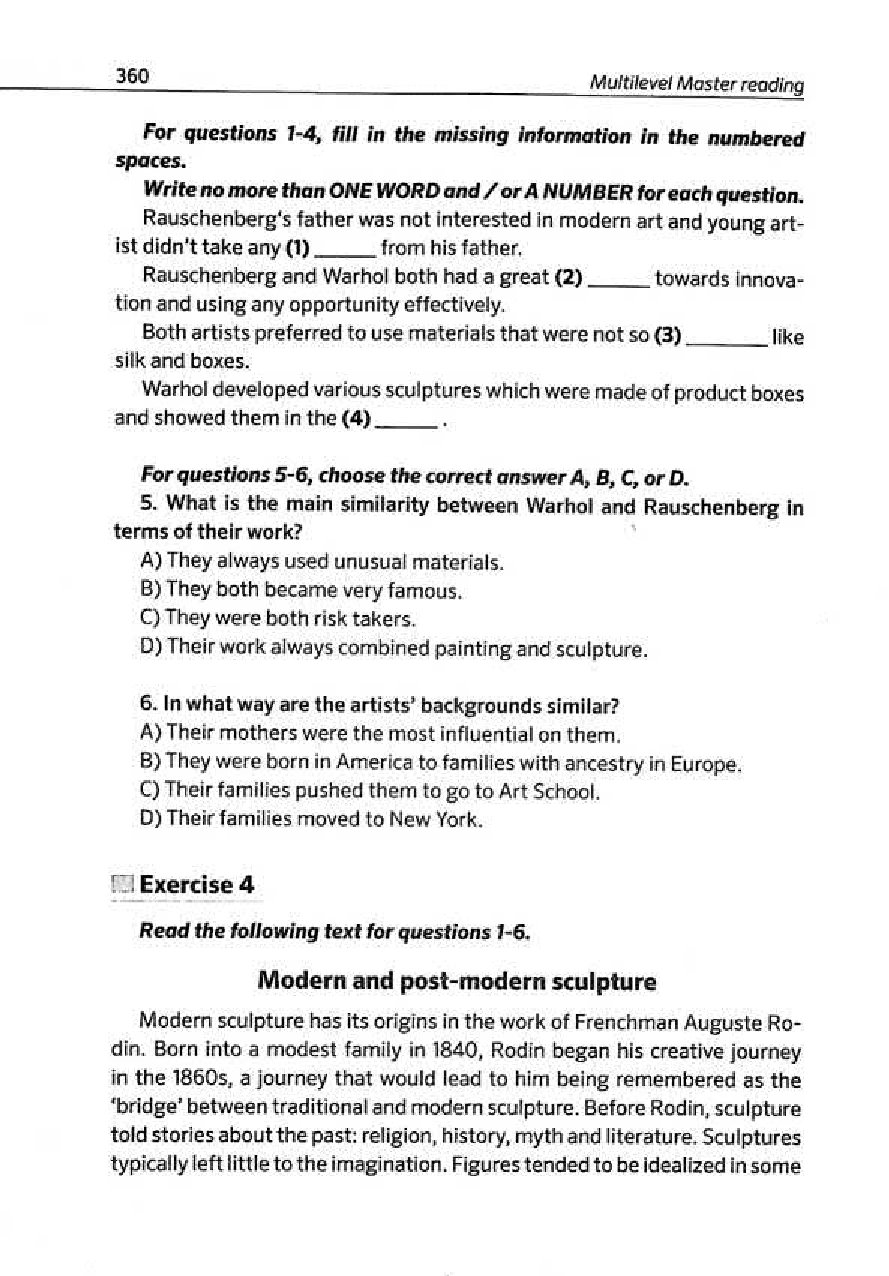 360
Multilevel Master reading
For questions 1-4, fill in the missing information in the numbered
spaces.
Write no more than ONE WORD and / or A NUMBER for each question.
Rauschenberg's father was not interested in modern art and young art-
ist didn't take any (1) ______ from his father.
Rauschenberg and Warhol both had a great (2) ______ towards innova-
tion and using any opportunity effectively.
Both artists preferred to use materials that were not so (3) ________ like
silk and boxes.
Warhol developed various sculptures which were made of product boxes
and showed them in the (4) ______ .
For questions 5-6, choose the correct answer A, B, C, or D.
5. What is the main similarity between Warhol and Rauschenberg in
terms of their work?
A) They always used unusual materials.
B) They both became very famous.
C) They were both risk takers.
D) Their work always combined painting and sculpture.
6. In what way are the artists' backgrounds similar?
A) Their mothers were the most influential on them.
B) They were born in America to families with ancestry in Europe.
C) Their families pushed them to go to Art School.
D) Their families moved to New York.
Exercise 4
Read the following text for questions 1-6.
Modern and post-modern sculpture
Modern sculpture has its origins in the work of Frenchman Auguste Ro-
din. Born into a modest family in 1840, Rodin began his creative journey
in the 1860s, a journey that would lead to him being remembered as the
'bridge' between traditional and modern sculpture. Before Rodin, sculpture
told stories about the past: religion, history, myth and literature. Sculptures
typically left little to the imagination. Figures tended to be idealized in some